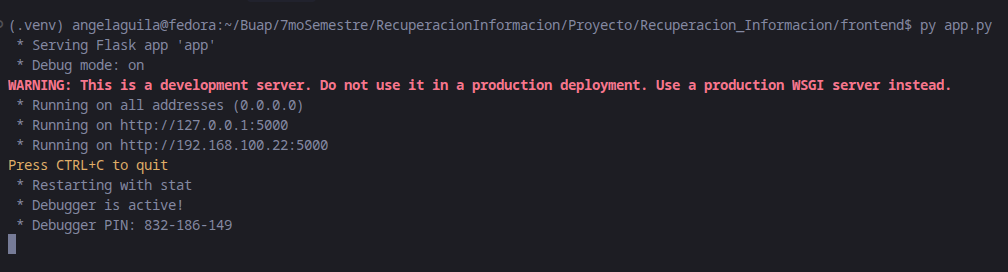 (.venv) angelaguila@fedora:~/Buap/7moSemestre/RecuperacionInformacion/Proyecto/Recuperacion_Informacion/frontend$ py app.py
 * Serving Flask app 'app'
 * Debug mode: on
WARNING: This is a development server. Do not use it in a production deployment. Use a production WSGI server instead.
 * Running on all addresses (0.0.0.0)
 * Running on http://127.0.0.1:5000
 * Running on http://192.168.100.22:5000
Press CTRL+C to quit
 * Restarting with stat
 * Debugger is active!
 * Debugger PIN: 832-186-149